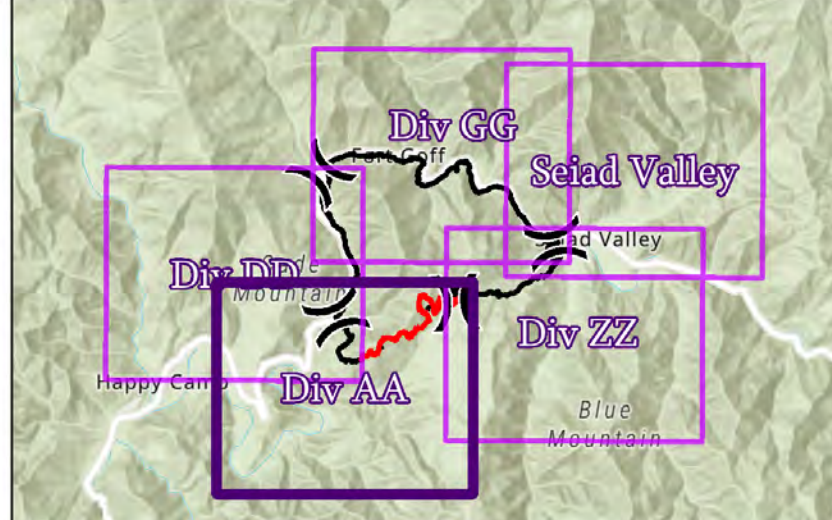 Div GG
Fort Goff
Seiad Valley
Seiad Valley
Div DD
Slide
Mountain
Div ZZ
Happy Camp
Div AA
Blue
Mountain